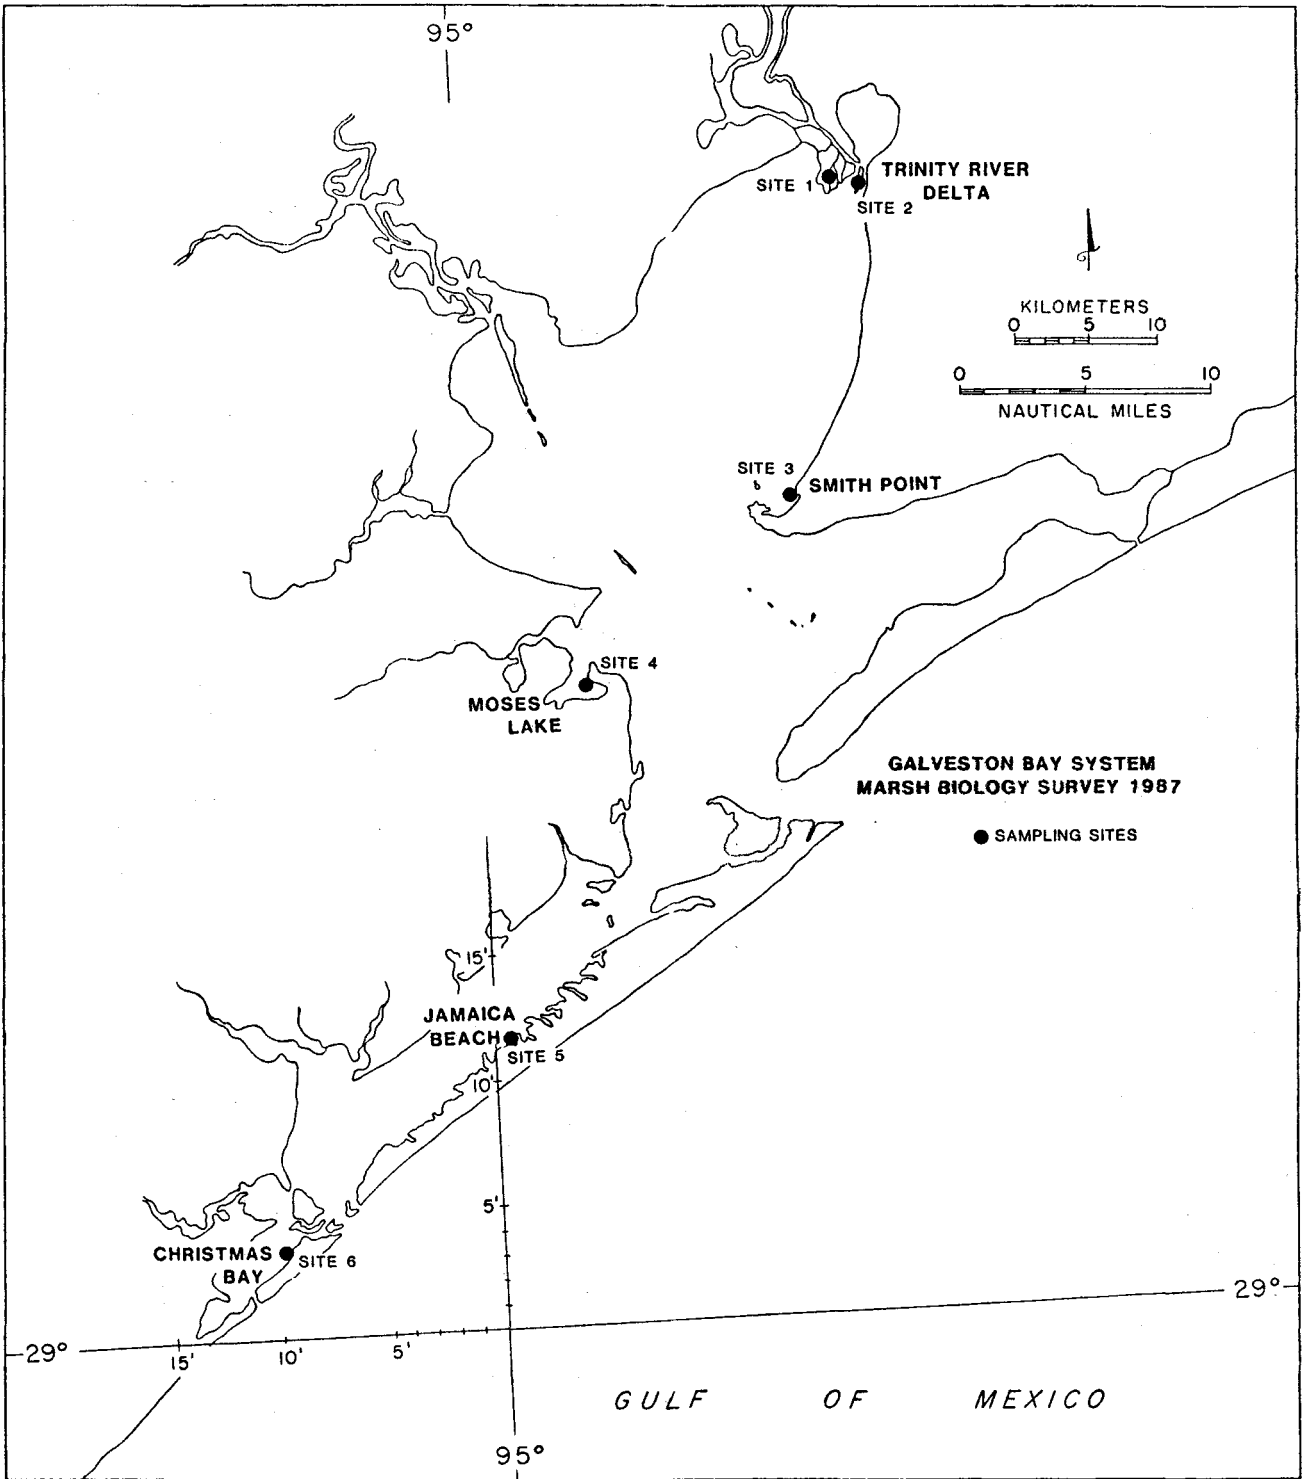 95°
SITE 1
TRINITY RIVER
DELTA
SITE 2
KILOMETERS
0 5 10
0 5 10
NAUTICAL MILES
SITE 3
SMITH POINT
SITE 4
MOSES
LAKE
GALVESTON BAY SYSTEM
MARSH BIOLOGY SURVEY 1987
SAMPLING SITES
15'
JAMAICA
BEACH
SITE 5
10'
5'
CHRISTMAS
BAY
SITE 6
29°
29°
15' 10' 5'
GULF OF MEXICO
95°